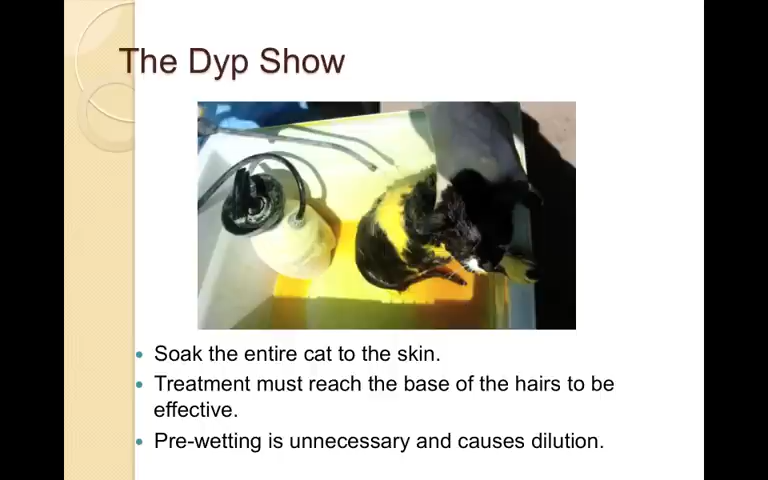 The Dyp Show
• Soak the entire cat to the skin.
• Treatment must reach the base of the hairs to be
effective.
• Pre-wetting is unnecessary and causes dilution.